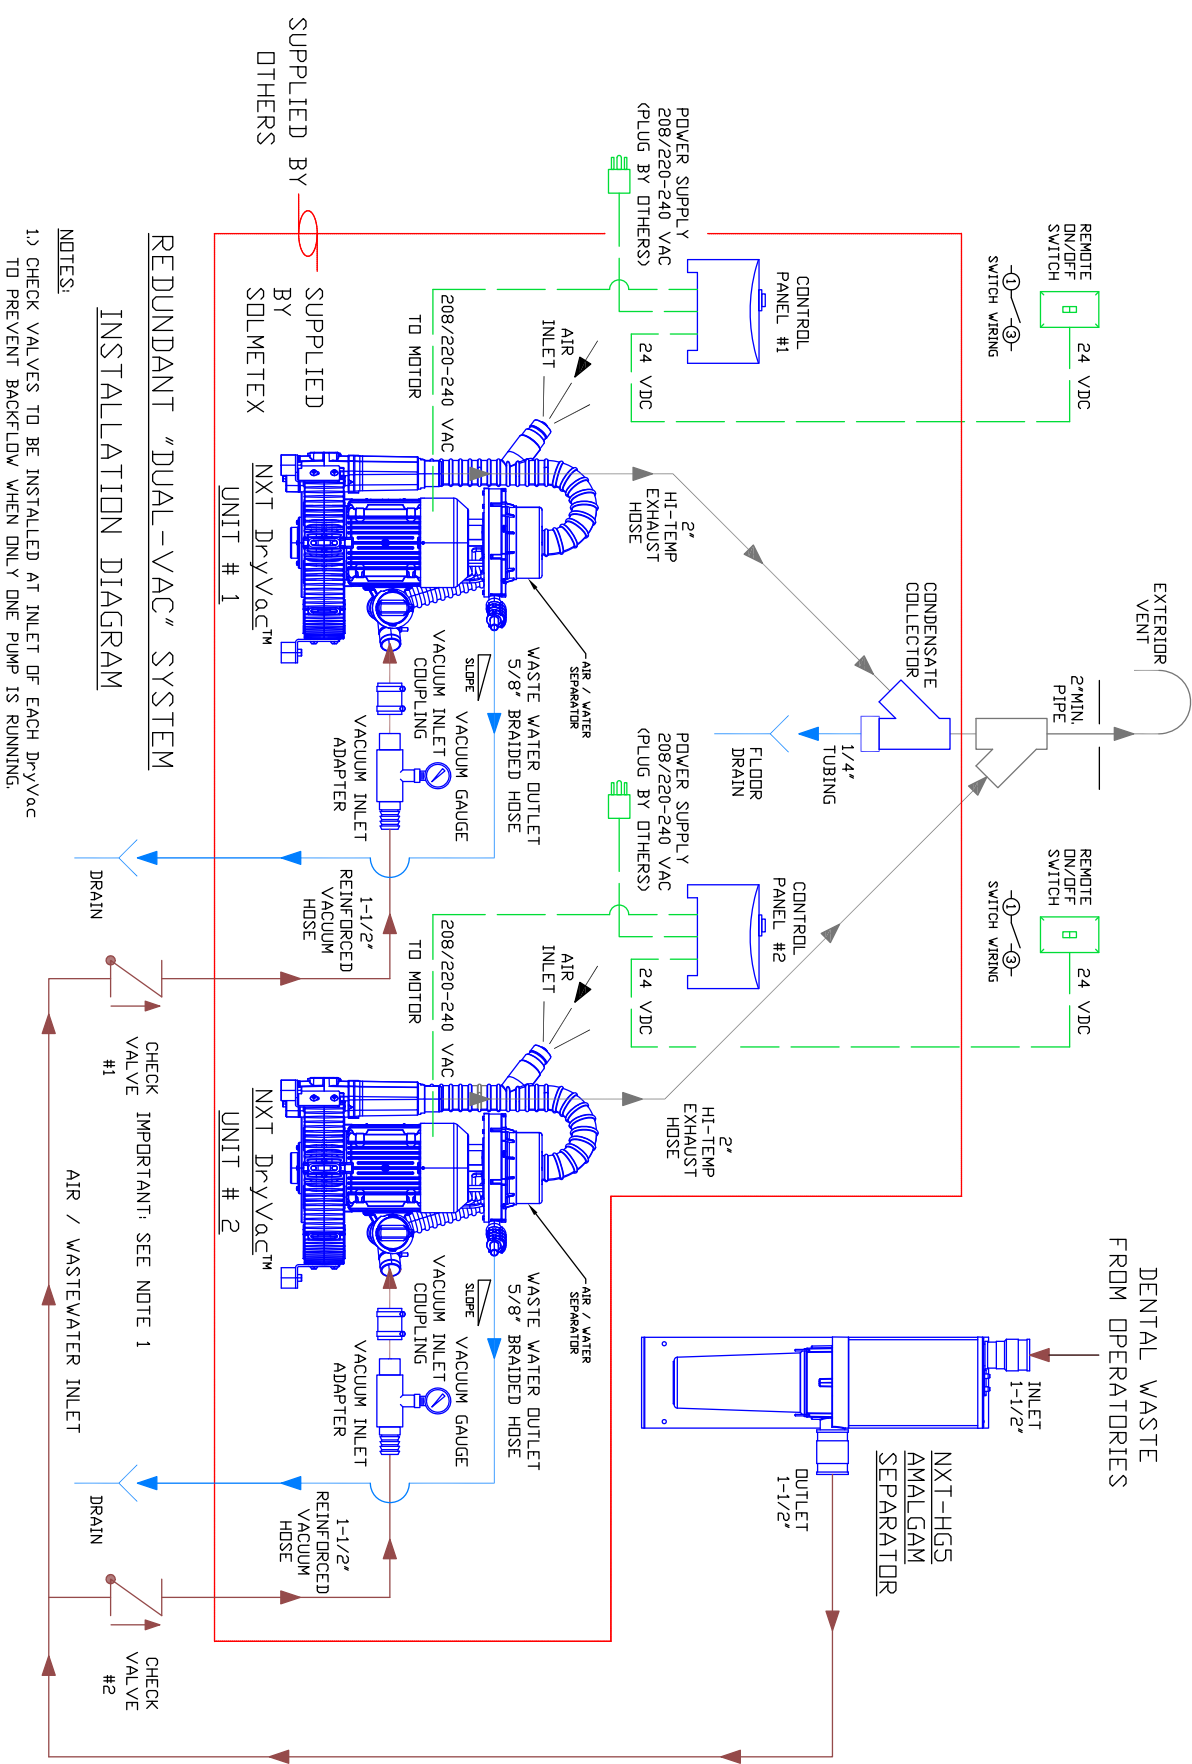 REMOTE
ON/OFF
SWITCH
24 VDC
SWITCH WIRING
1
3
EXTERIOR
VENT
2"MIN.
PIPE
REMOTE
ON/OFF
SWITCH
24 VDC
SWITCH WIRING
1
3
DENTAL WASTE
FROM OPERATORIES
INLET
1-1/2"
NXT-HG5
AMALGAM
SEPARATOR
OUTLET
1-1/2"
CONDENSATE
COLLECTOR
1/4"
TUBING
FLOOR
DRAIN
CONTROL
PANEL #1
POWER SUPPLY
208/220-240 VAC
(PLUG BY OTHERS)
24 VDC
2"
HI-TEMP
EXHAUST
HOSE
AIR
INLET
208/220-240 VAC
TO MOTOR
AIR / WATER
SEPARATOR
WASTE WATER OUTLET
5/8" BRAIDED HOSE
SLOPE
VACUUM GAUGE
VACUUM INLET
COUPLING
VACUUM INLET
ADAPTER
1-1/2"
REINFORCED
VACUUM
HOSE
NXT DryVac™
UNIT # 1
DRAIN
CONTROL
PANEL #2
POWER SUPPLY
208/220-240 VAC
(PLUG BY OTHERS)
24 VDC
2"
HI-TEMP
EXHAUST
HOSE
AIR
INLET
208/220-240 VAC
TO MOTOR
AIR / WATER
SEPARATOR
WASTE WATER OUTLET
5/8" BRAIDED HOSE
SLOPE
VACUUM GAUGE
VACUUM INLET
COUPLING
VACUUM INLET
ADAPTER
1-1/2"
REINFORCED
VACUUM
HOSE
NXT DryVac™
UNIT # 2
DRAIN
SUPPLIED BY
OTHERS
SUPPLIED
BY
SOLMETEX
CHECK
VALVE
#1
IMPORTANT: SEE NOTE 1
CHECK
VALVE
#2
AIR / WASTEWATER INLET
REDUNDANT "DUAL-VAC" SYSTEM
INSTALLATION DIAGRAM
NOTES:
1.) CHECK VALVES TO BE INSTALLED AT INLET OF EACH DryVac
TO PREVENT BACKFLOW WHEN ONLY ONE PUMP IS RUNNING.